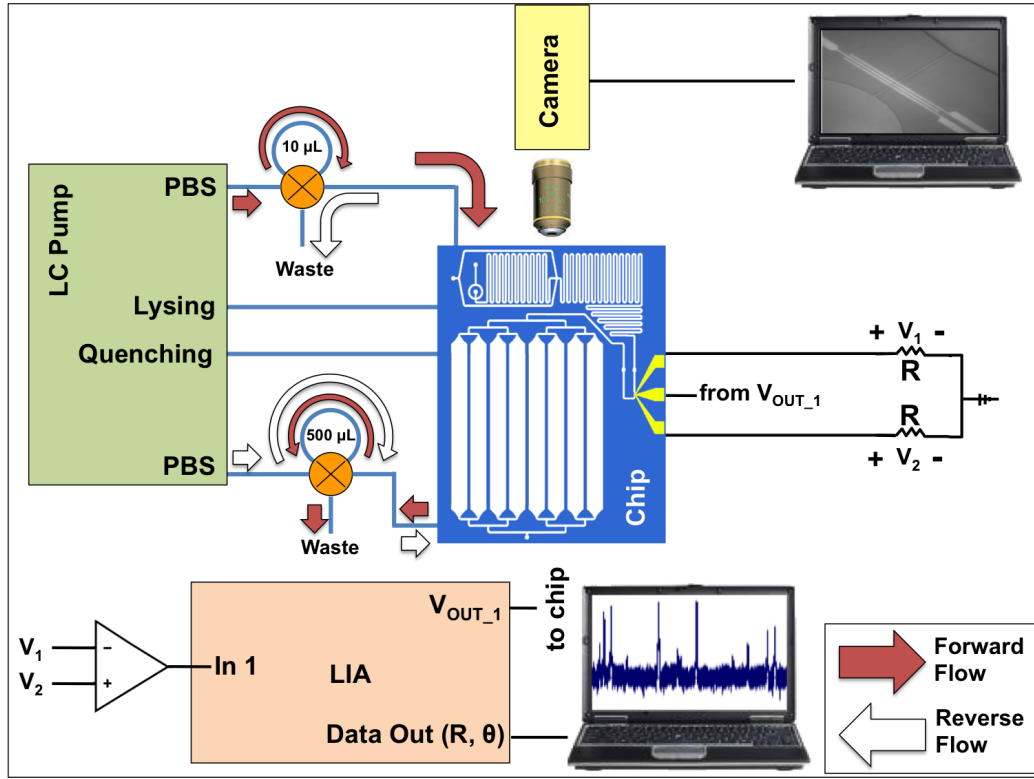 Camera
10 µL
PBS
LC Pump
Waste
Lysing
Quenching
+ V1 -
R
from VOUT_1
R
+ V2 -
500 µL
PBS
Chip
Waste
VOUT_1
to chip
V1
−
V2
+
In 1
LIA
Data Out (R, θ)
Forward
Flow
Reverse
Flow